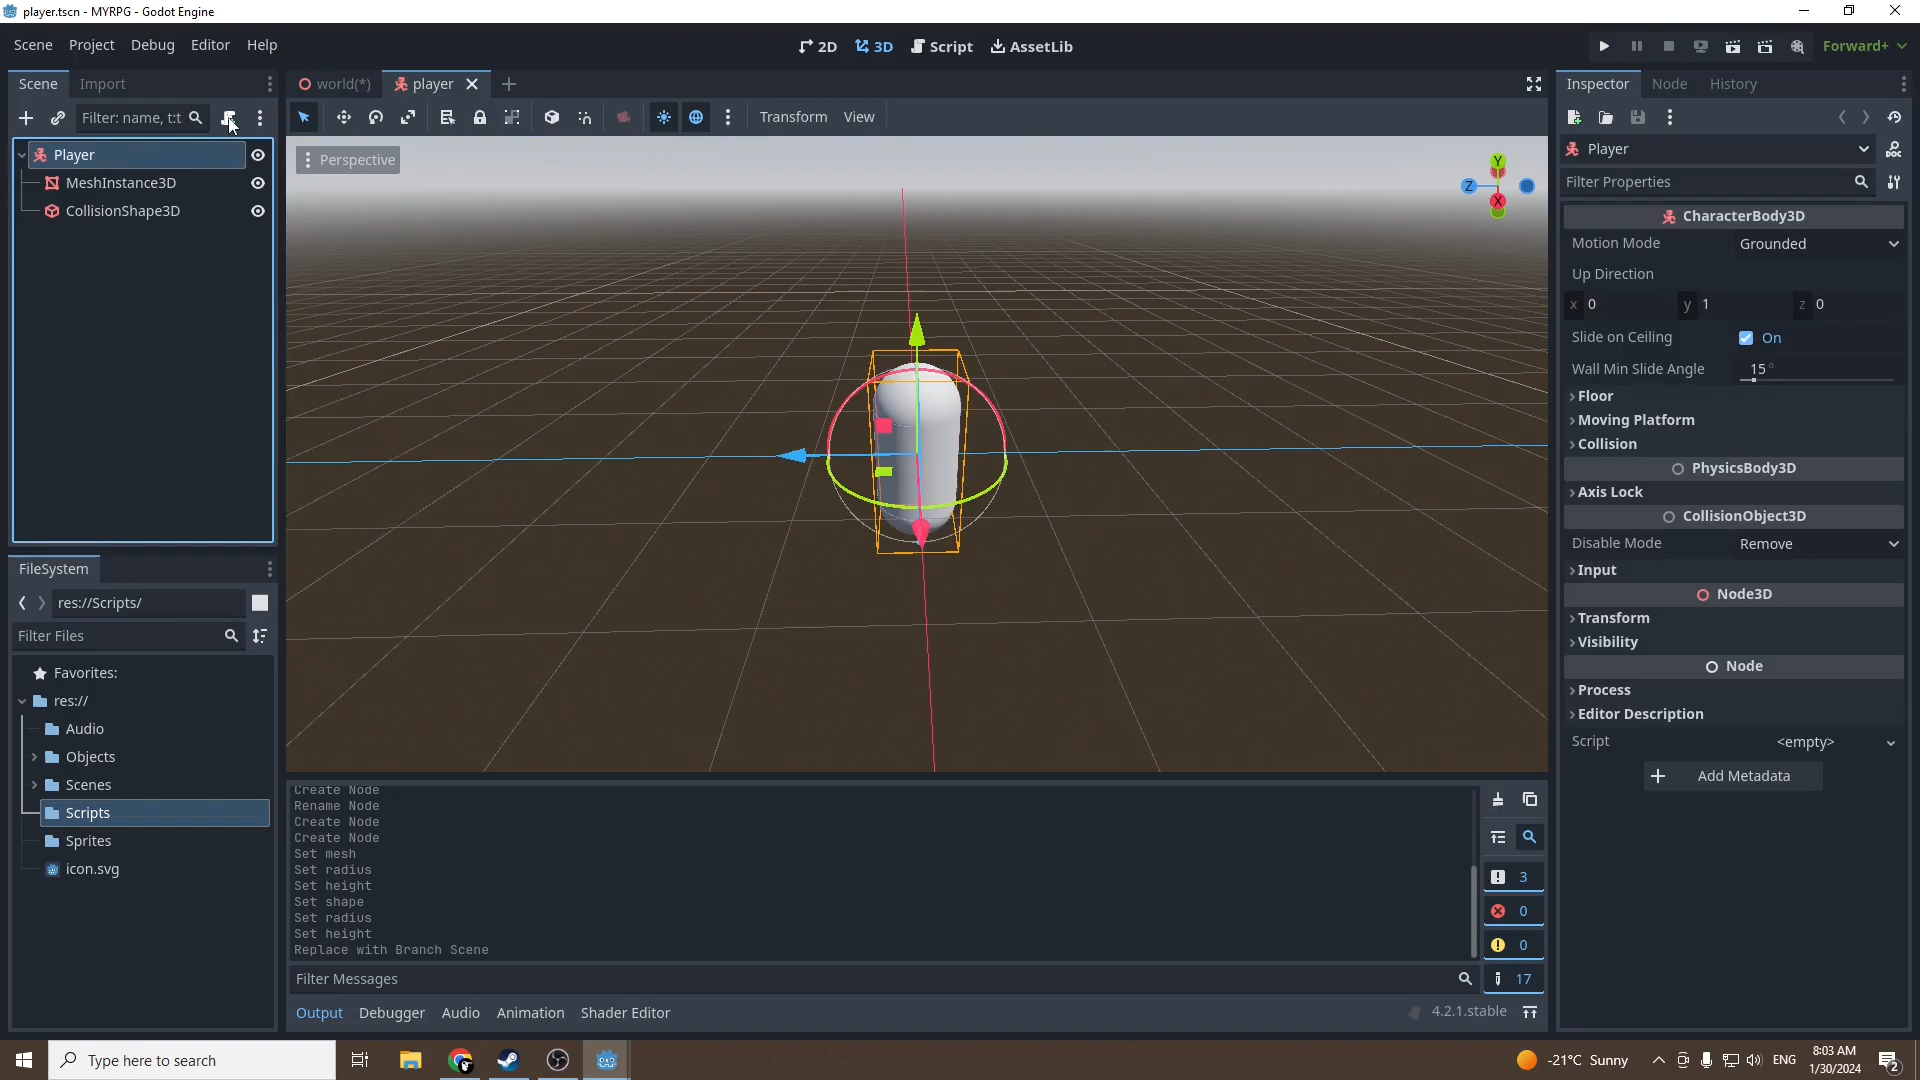 player.tscn - MYRPG - Godot Engine
Scene Project Debug Editor Help
2D 3D Script AssetLib
Forward+
Scene Import
world(*) player
Inspector Node History
Filter: name, t:t
Transform View
Player
MeshInstance3D
CollisionShape3D
Perspective
Y
Z
X
Player
Filter Properties
CharacterBody3D
Motion Mode Grounded
Up Direction
x 0 y 1 z 0
Slide on Ceiling On
Wall Min Slide Angle 15 °
Floor
Moving Platform
Collision
PhysicsBody3D
Axis Lock
CollisionObject3D
Disable Mode Remove
Input
Node3D
Transform
Visibility
Node
Process
Editor Description
Script <empty>
Add Metadata
FileSystem
res://Scripts/
Filter Files
Favorites:
res://
Audio
Objects
Scenes
Scripts
Sprites
icon.svg
Create Node
Rename Node
Create Node
Create Node
Set mesh
Set radius
Set height
Set shape
Set radius
Set height
Replace with Branch Scene
3
0
0
17
Filter Messages
Output Debugger Audio Animation Shader Editor
4.2.1.stable
Type here to search
-21°C Sunny
ENG
8:03 AM
1/30/2024
2